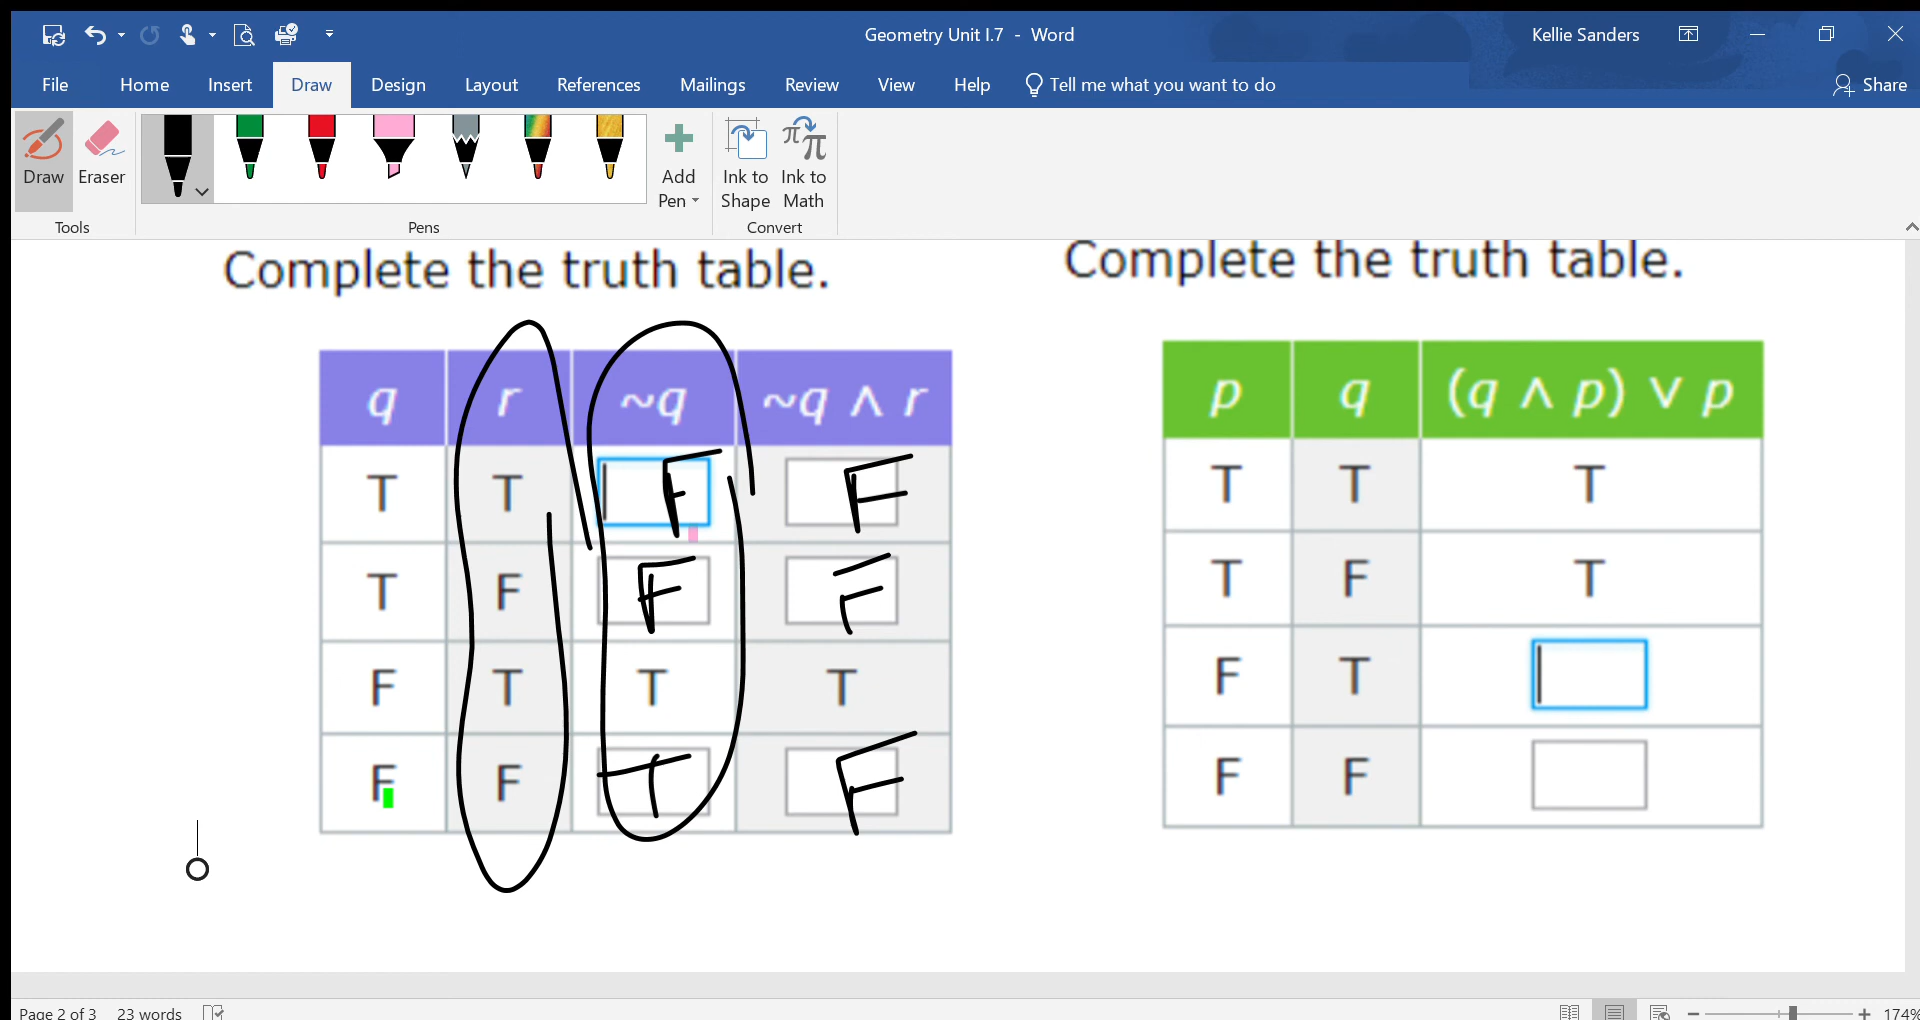 Geometry Unit I.7 - Word
Kellie Sanders
File Home Insert Draw Design Layout References Mailings Review View Help Tell me what you want to do Share
Draw Eraser Add Pen Ink to Shape Ink to Math
Tools Pens Convert
Complete the truth table.
q r ~q ~q ∧ r
T T F F
T F F F
F T T T
F F T F
Complete the truth table.
p q (q ∧ p) ∨ p
T T T
T F T
F T
F F
Page 2 of 3 23 words 174%